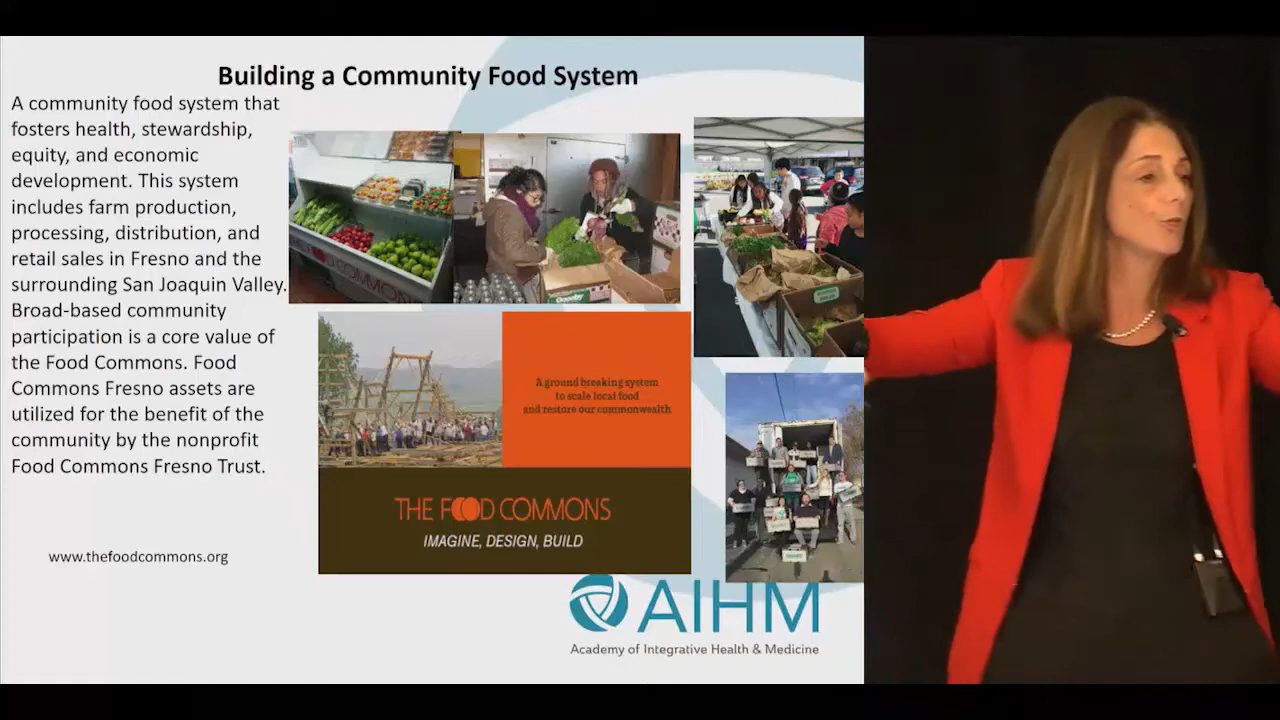 Building a Community Food System
A community food system that
fosters health, stewardship,
equity, and economic
development. This system
includes farm production,
processing, distribution, and
retail sales in Fresno and the
surrounding San Joaquin Valley.
Broad-based community
participation is a core value of
the Food Commons. Food
Commons Fresno assets are
utilized for the benefit of the
community by the nonprofit
Food Commons Fresno Trust.
www.thefoodcommons.org
FOOD COMMONS
A ground breaking system
to scale local food
and restore our commonwealth
THE FOOD COMMONS
IMAGINE, DESIGN, BUILD
AIHM
Academy of Integrative Health & Medicine